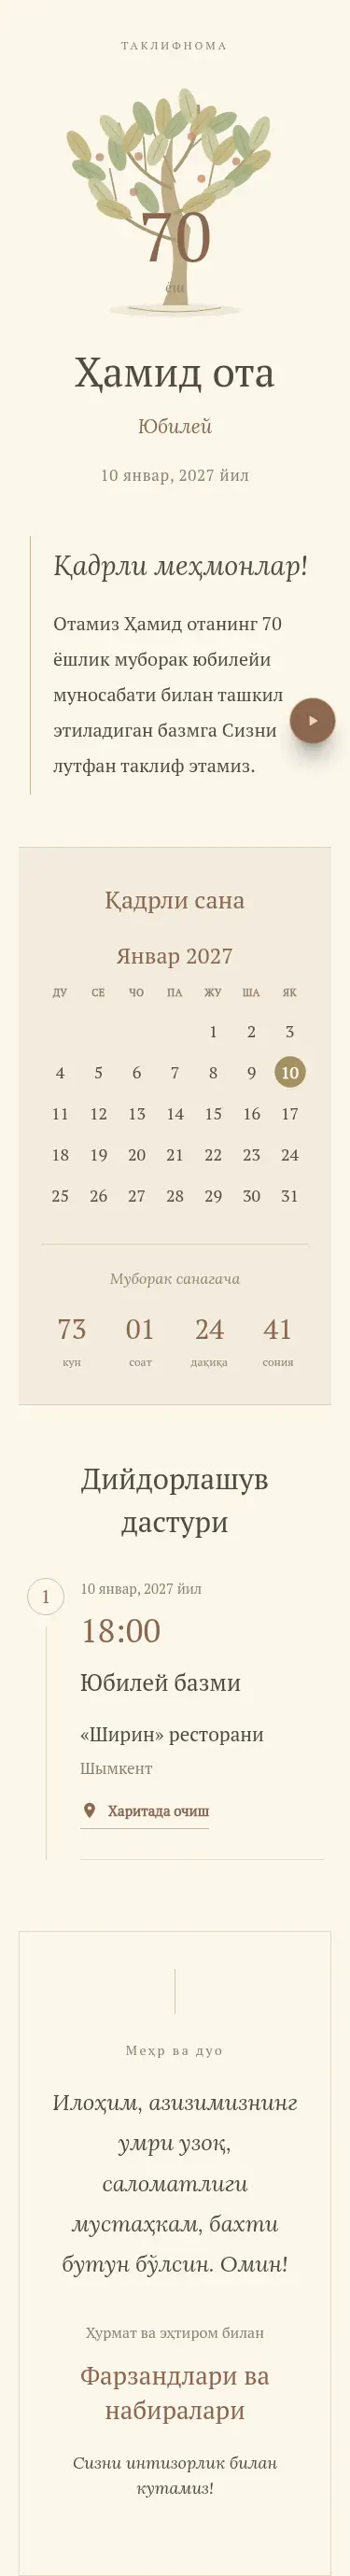 ТАКЛИФНОМА
70
ёш
Ҳамид ота
Юбилей
10 январ, 2027 йил
Қадрли меҳмонлар!
Отамиз Ҳамид отанинг 70
ёшлик муборак юбилейи
муносабати билан ташкил
этиладиган базмга Сизни
лутфан таклиф этамиз.
Қадрли сана
Январ 2027
ДУ СЕ ЧО ПА ЖУ ША ЯК
1 2 3
4 5 6 7 8 9 10
11 12 13 14 15 16 17
18 19 20 21 22 23 24
25 26 27 28 29 30 31
Муборак санагача
73 01 24 41
кун соат дақиқа сония
Дийдорлашув
дастури
1
10 январ, 2027 йил
18:00
Юбилей базми
«Ширин» ресторани
Шымкент
Харитада очиш
Меҳр ва дуо
Илоҳим, азизимизнинг
умри узоқ,
саломатлиги
мустаҳкам, бахти
бутун бўлсин. Омин!
Ҳурмат ва эҳтиром билан
Фарзандлари ва
набиралари
Сизни интизорлик билан
кутамиз!